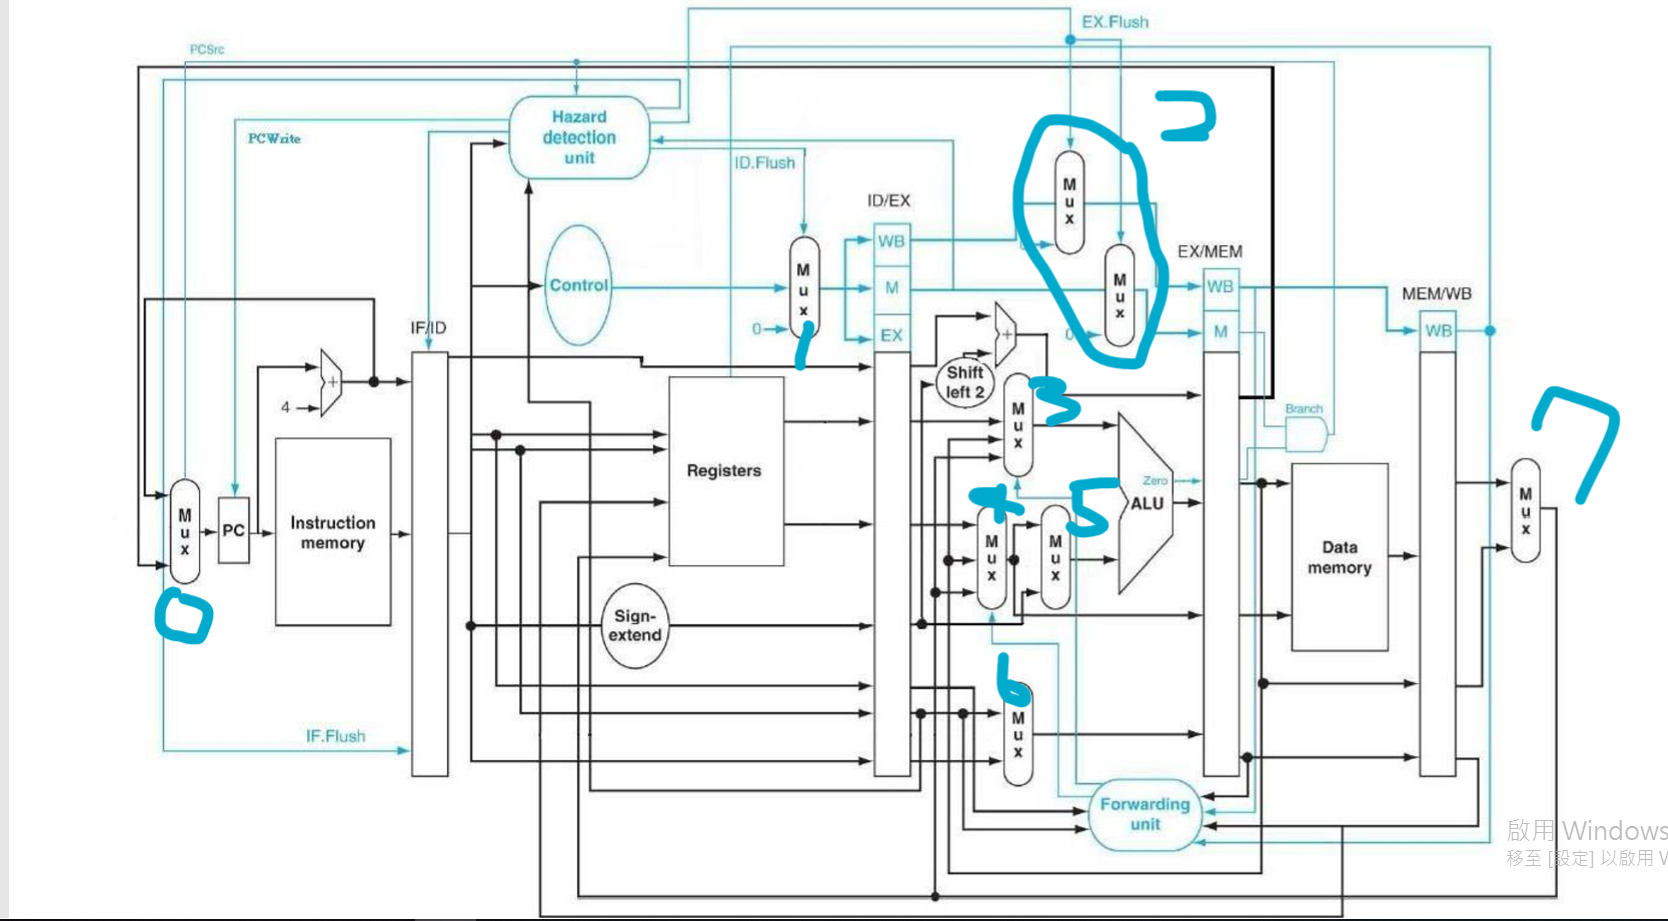 EX.Flush
PCSrc
Hazard
detection
unit
PCWrite
ID.Flush
2
M
u
x
ID/EX
WB
M
EX
Control
M
u
x
0
1
M
u
x
0
EX/MEM
WB
M
MEM/WB
WB
IF/ID
+
4
+
Shift
left 2
M
u
x
3
Branch
7
Registers
Zero
ALU
4
5
M
u
x
PC
Instruction
memory
M
u
x
M
u
x
Data
memory
M
u
x
0
Sign-
extend
6
M
u
x
IF.Flush
Forwarding
unit
啟用 Windows
移至 [設定] 以啟用 W